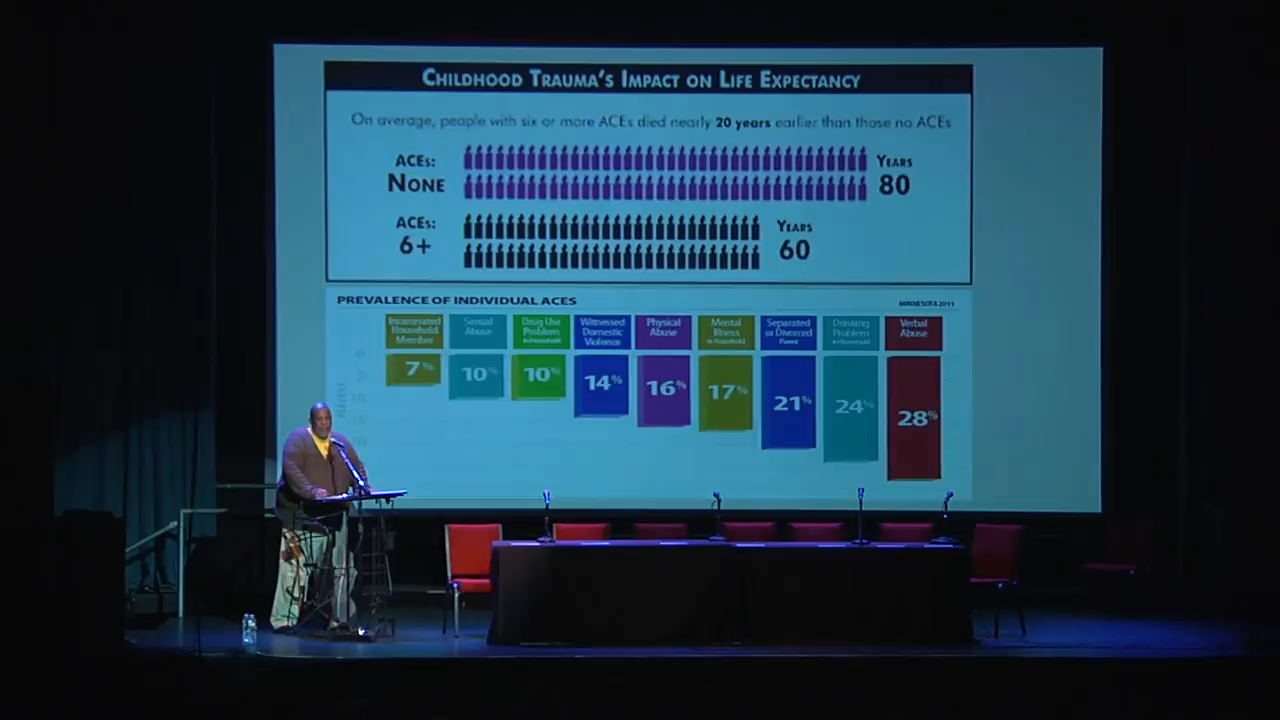 CHILDHOOD TRAUMA'S IMPACT ON LIFE EXPECTANCY
On average, people with six or more ACEs died nearly 20 years earlier than those no ACEs
ACES:
NONE
YEARS
80
ACES:
6+
YEARS
60
PREVALENCE OF INDIVIDUAL ACES
MINNESOTA 2011
Incarcerated
Household
Member
7%
Sexual
Abuse
10%
Drug Use
Problem
in Household
10%
Witnessed
Domestic
Violence
14%
Physical
Abuse
16%
Mental
Illness
in Household
17%
Separated
or Divorced
Parent
21%
Drinking
Problem
in Household
24%
Verbal
Abuse
28%